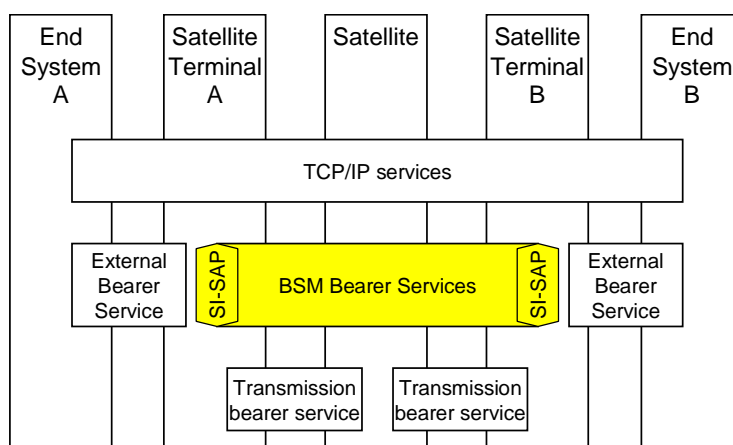 End
System
A
Satellite
Terminal
A
Satellite
Satellite
Terminal
B
End
System
B
TCP/IP services
External
Bearer
Service
SI-SAP
BSM Bearer Services
SI-SAP
External
Bearer
Service
Transmission
bearer service
Transmission
bearer service